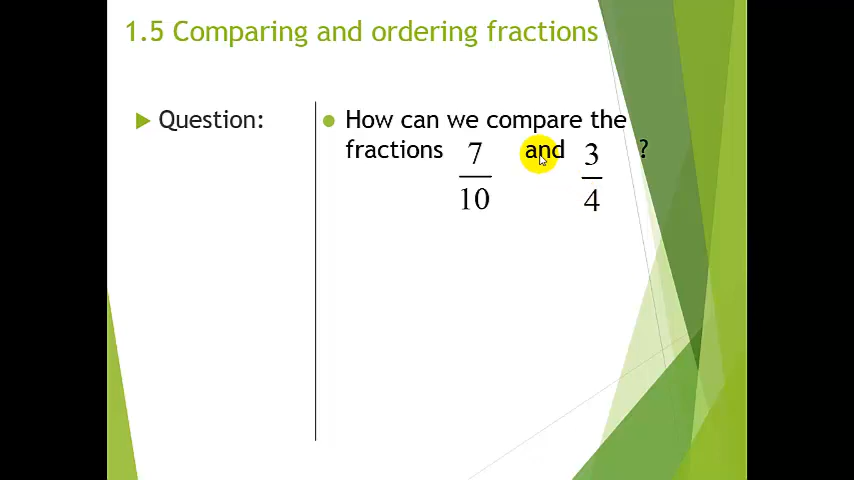 1.5 Comparing and ordering fractions
Question:
How can we compare the
fractions 7/10 and 3/4 ?